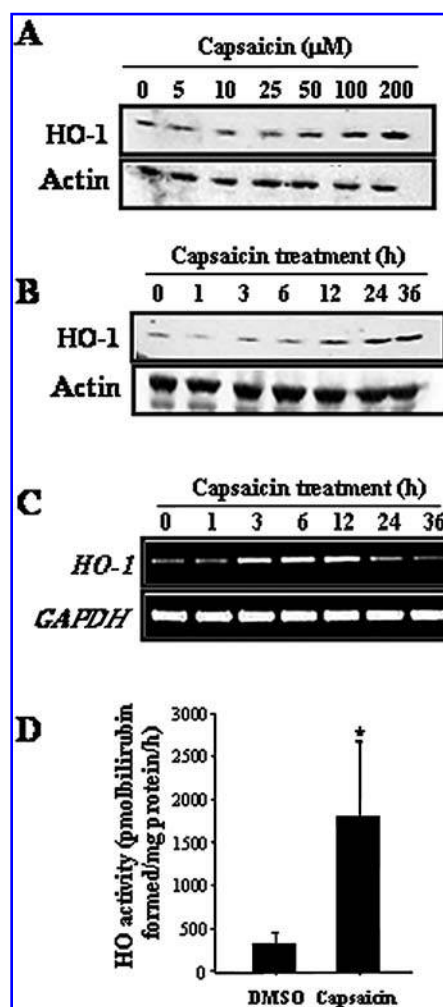 A
Capsaicin (μM)
0 5 10 25 50 100 200
HO-1
Actin
B
Capsaicin treatment (h)
0 1 3 6 12 24 36
HO-1
Actin
C
Capsaicin treatment (h)
0 1 3 6 12 24 36
HO-1
GAPDH
D
HO activity (pmolbilirubin
formed/mg protein/h)
3000
2500
2000
1500
1000
500
0
*
DMSO Capsaicin